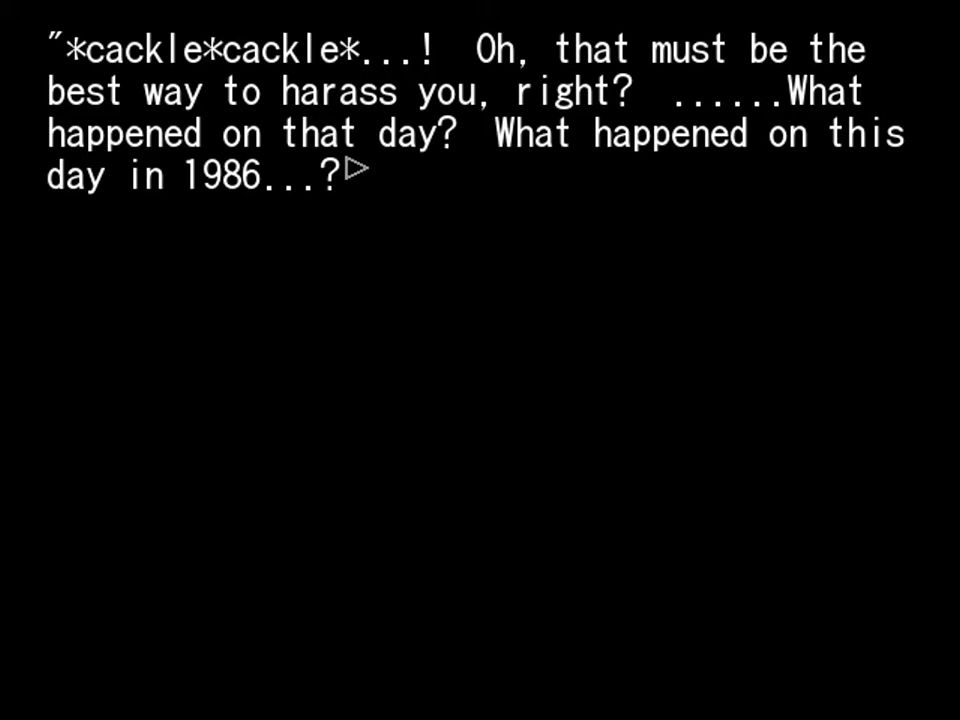 "*cackle*cackle*...!  Oh, that must be the
best way to harass you, right?  ......What
happened on that day?  What happened on this
day in 1986...?▷